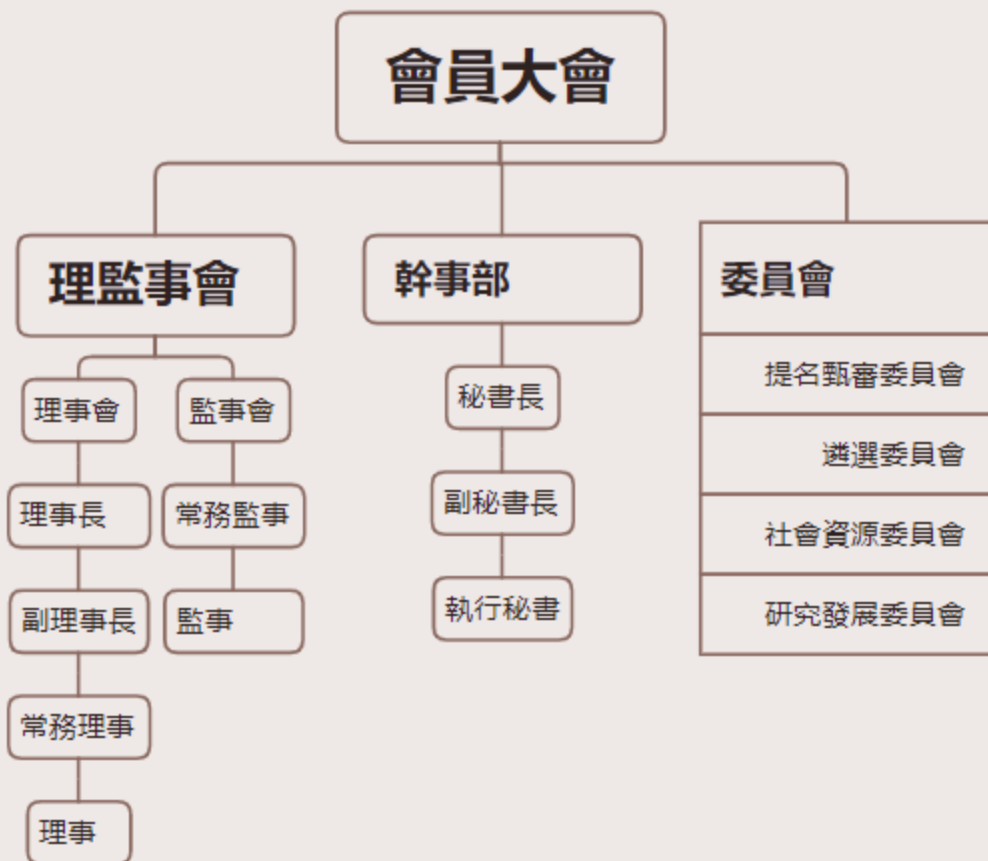 會員大會
理監事會
幹事部
委員會
理事會
監事會
理事長
常務監事
副理事長
監事
常務理事
理事
秘書長
副秘書長
執行秘書
提名甄審委員會
遴選委員會
社會資源委員會
研究發展委員會